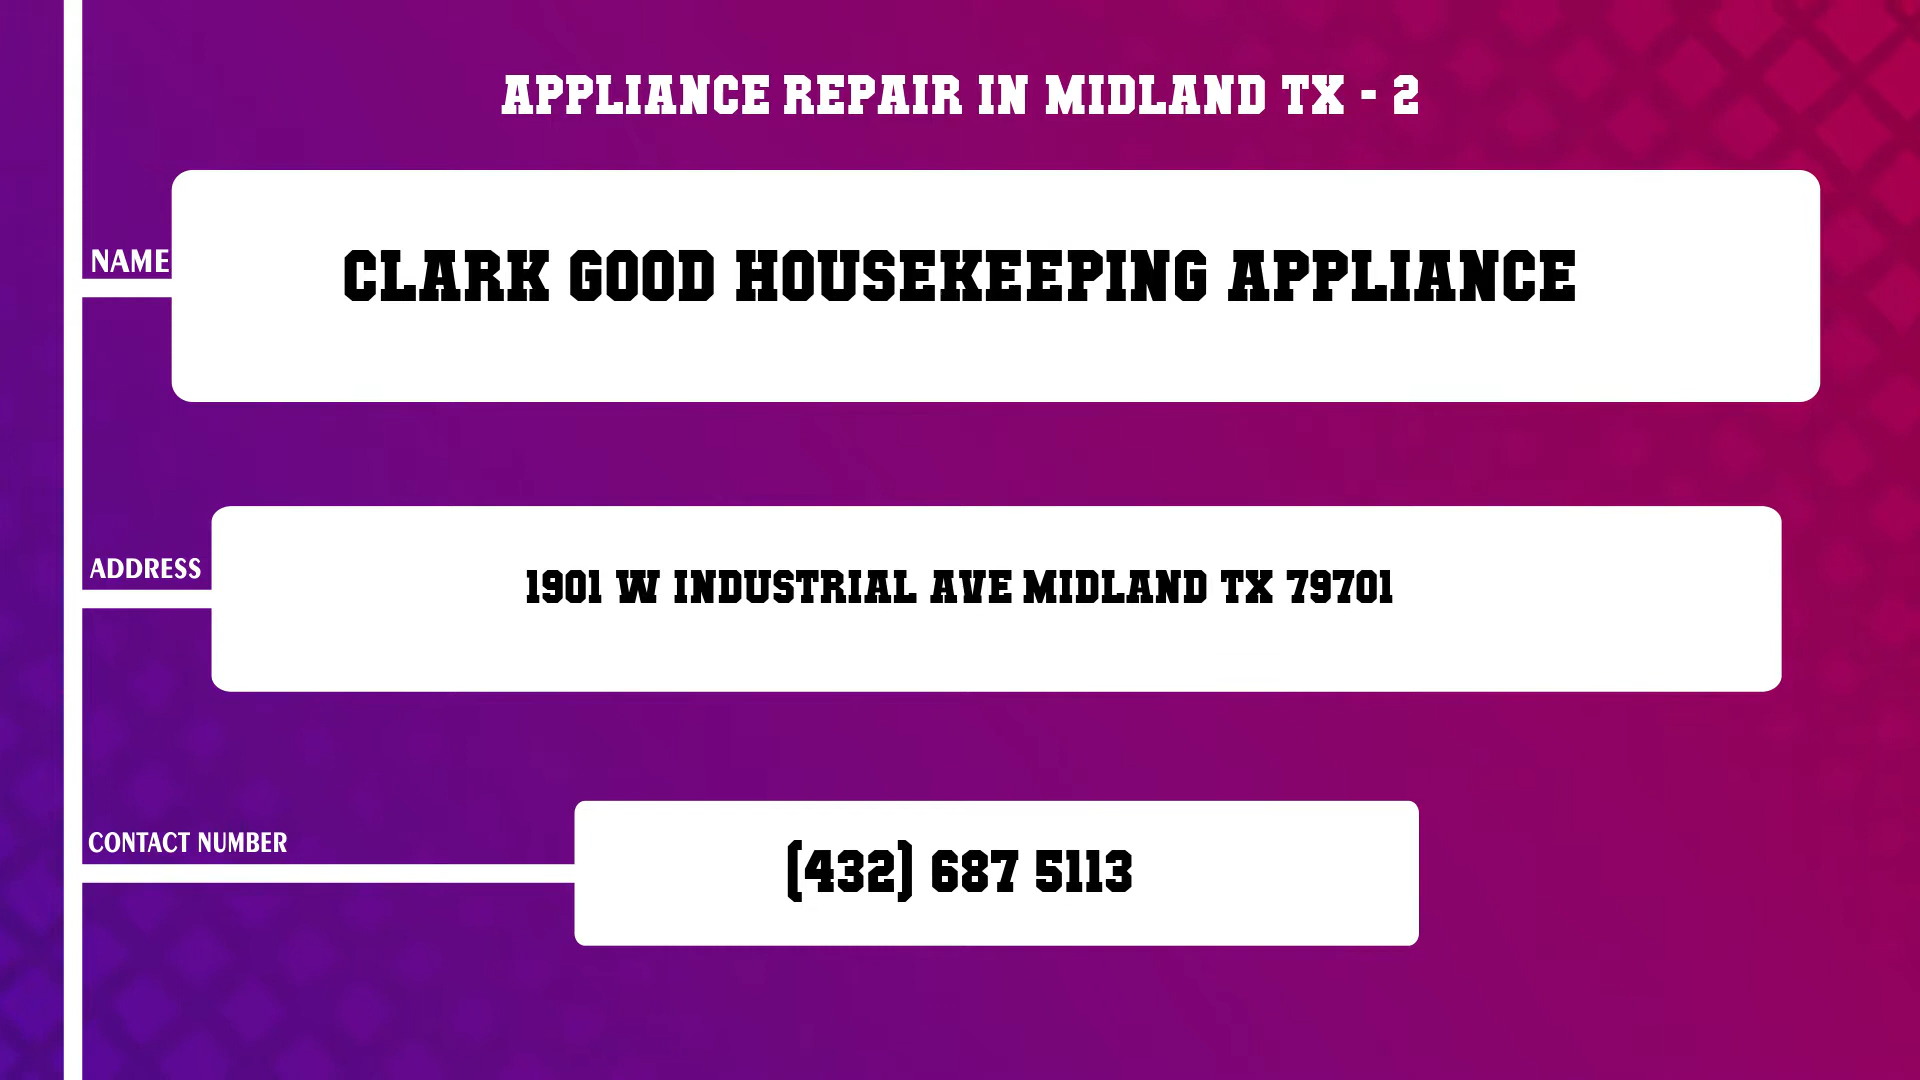 APPLIANCE REPAIR IN MIDLAND TX - 2
NAME
CLARK GOOD HOUSEKEEPING APPLIANCE
ADDRESS
1901 W INDUSTRIAL AVE MIDLAND TX 79701
CONTACT NUMBER
(432) 687 5113